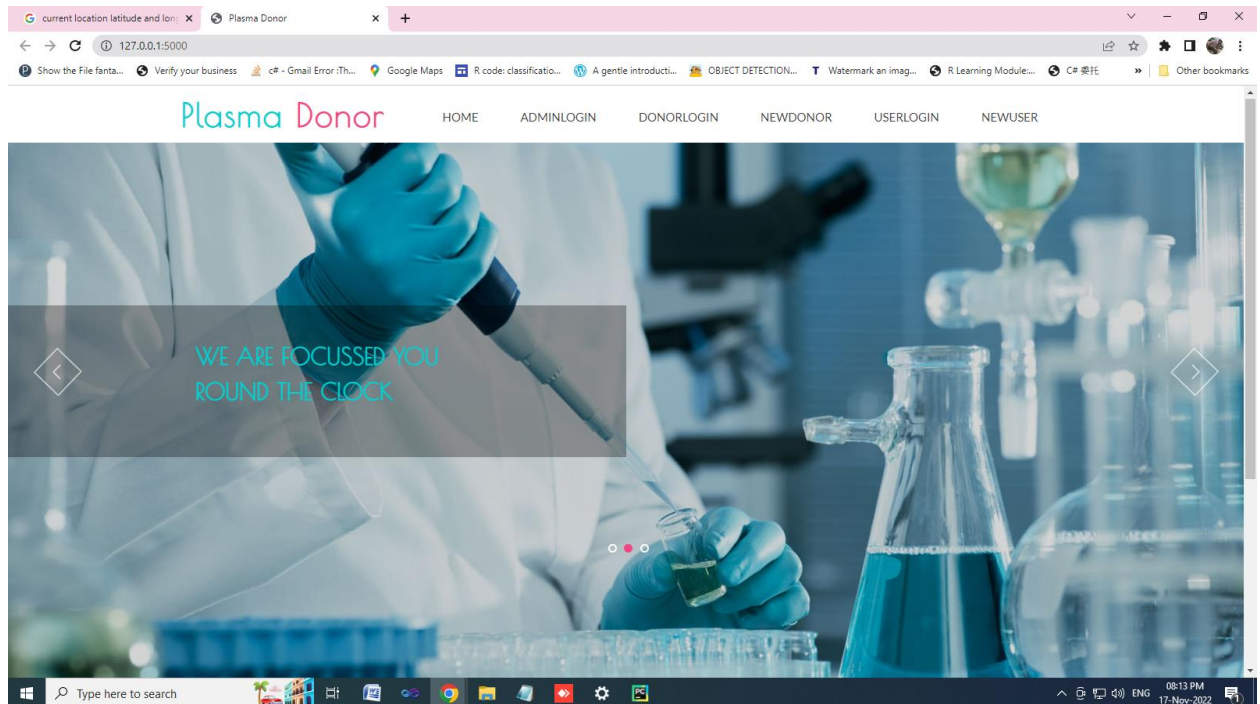 current location latitude and long
Plasma Donor
127.0.0.1:5000
Show the File fanta...
Verify your business
c# - Gmail Error :Th...
Google Maps
R code: classificatio...
A gentle introducti...
OBJECT DETECTION...
Watermark an imag...
R Learning Module:...
C# 委托
»
Other bookmarks
Plasma Donor
HOME
ADMINLOGIN
DONORLOGIN
NEWDONOR
USERLOGIN
NEWUSER
WE ARE FOCUSSED YOU
ROUND THE CLOCK
Type here to search
ENG
08:13 PM
17-Nov-2022